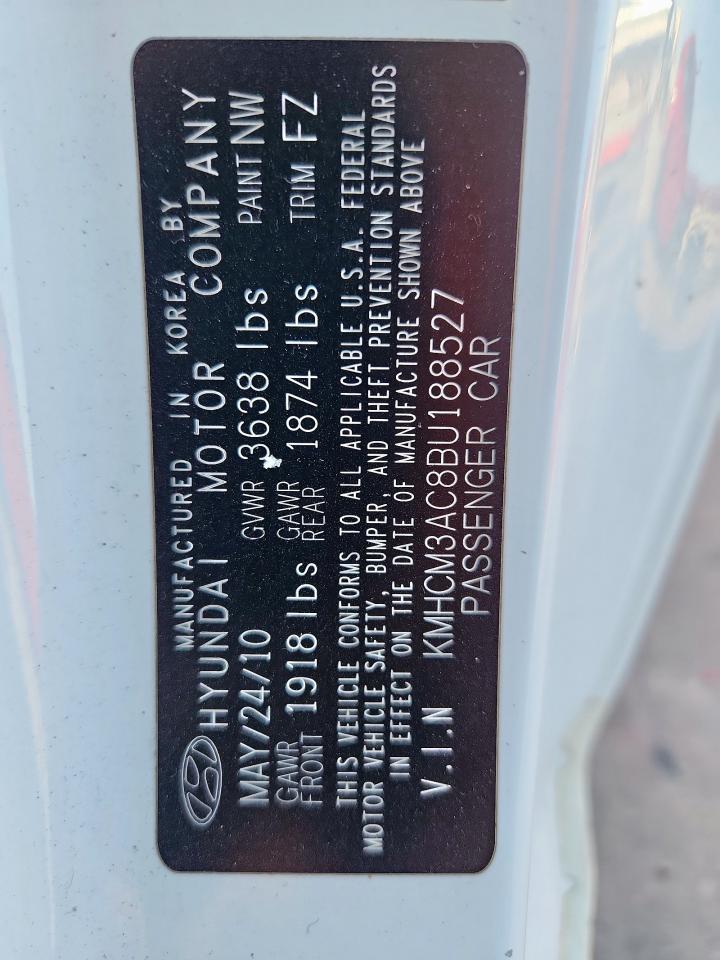 MANUFACTURED IN KOREA BY
HYUNDAI MOTOR COMPANY
MAY/24/10 GVWR 3638 lbs PAINT NW
GAWR FRONT 1918 lbs GAWR REAR 1874 lbs TRIM FZ
THIS VEHICLE CONFORMS TO ALL APPLICABLE U.S.A. FEDERAL
MOTOR VEHICLE SAFETY, BUMPER, AND THEFT PREVENTION STANDARDS
IN EFFECT ON THE DATE OF MANUFACTURE SHOWN ABOVE
V.I.N KMHCM3AC8BU188527
PASSENGER CAR